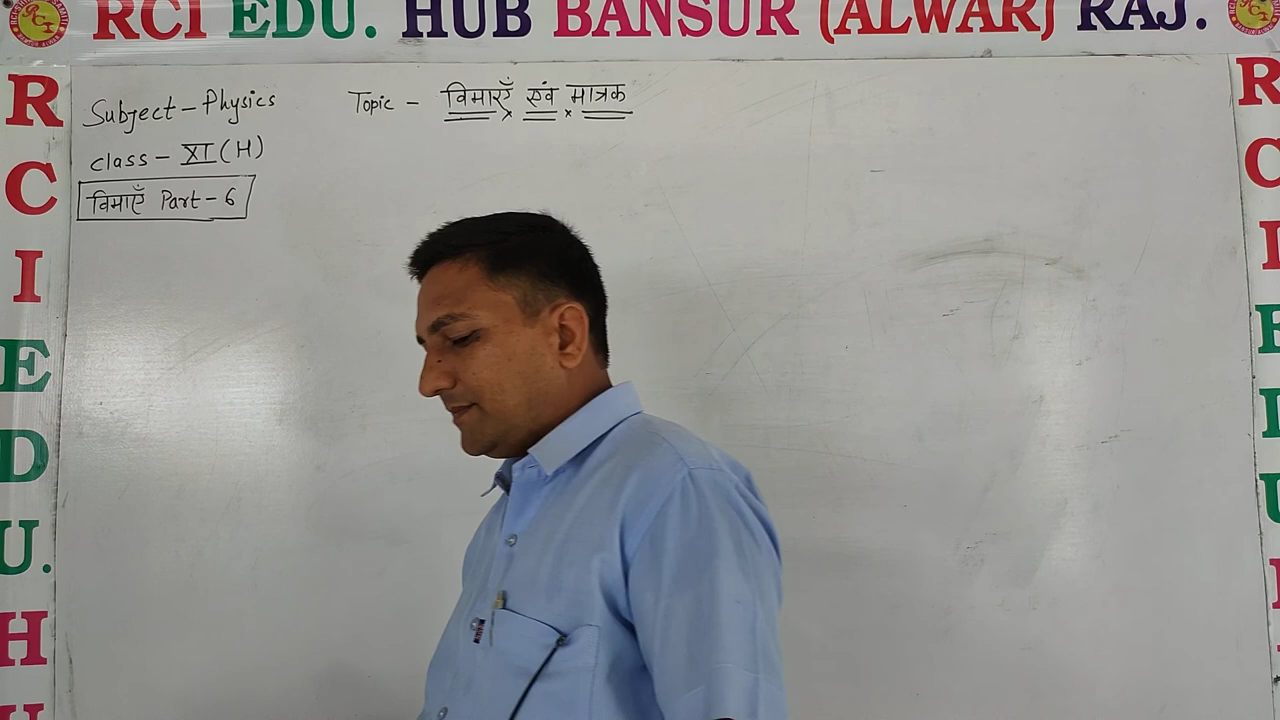 RCI EDU. HUB BANSUR (ALWAR) RAJ.
Subject - Physics
Topic - विमाएँ एवं मात्रक
class - XI (H)
विमाएँ Part - 6
R
C
I
E
D
U.
H
U
R
C
I
E
D
U